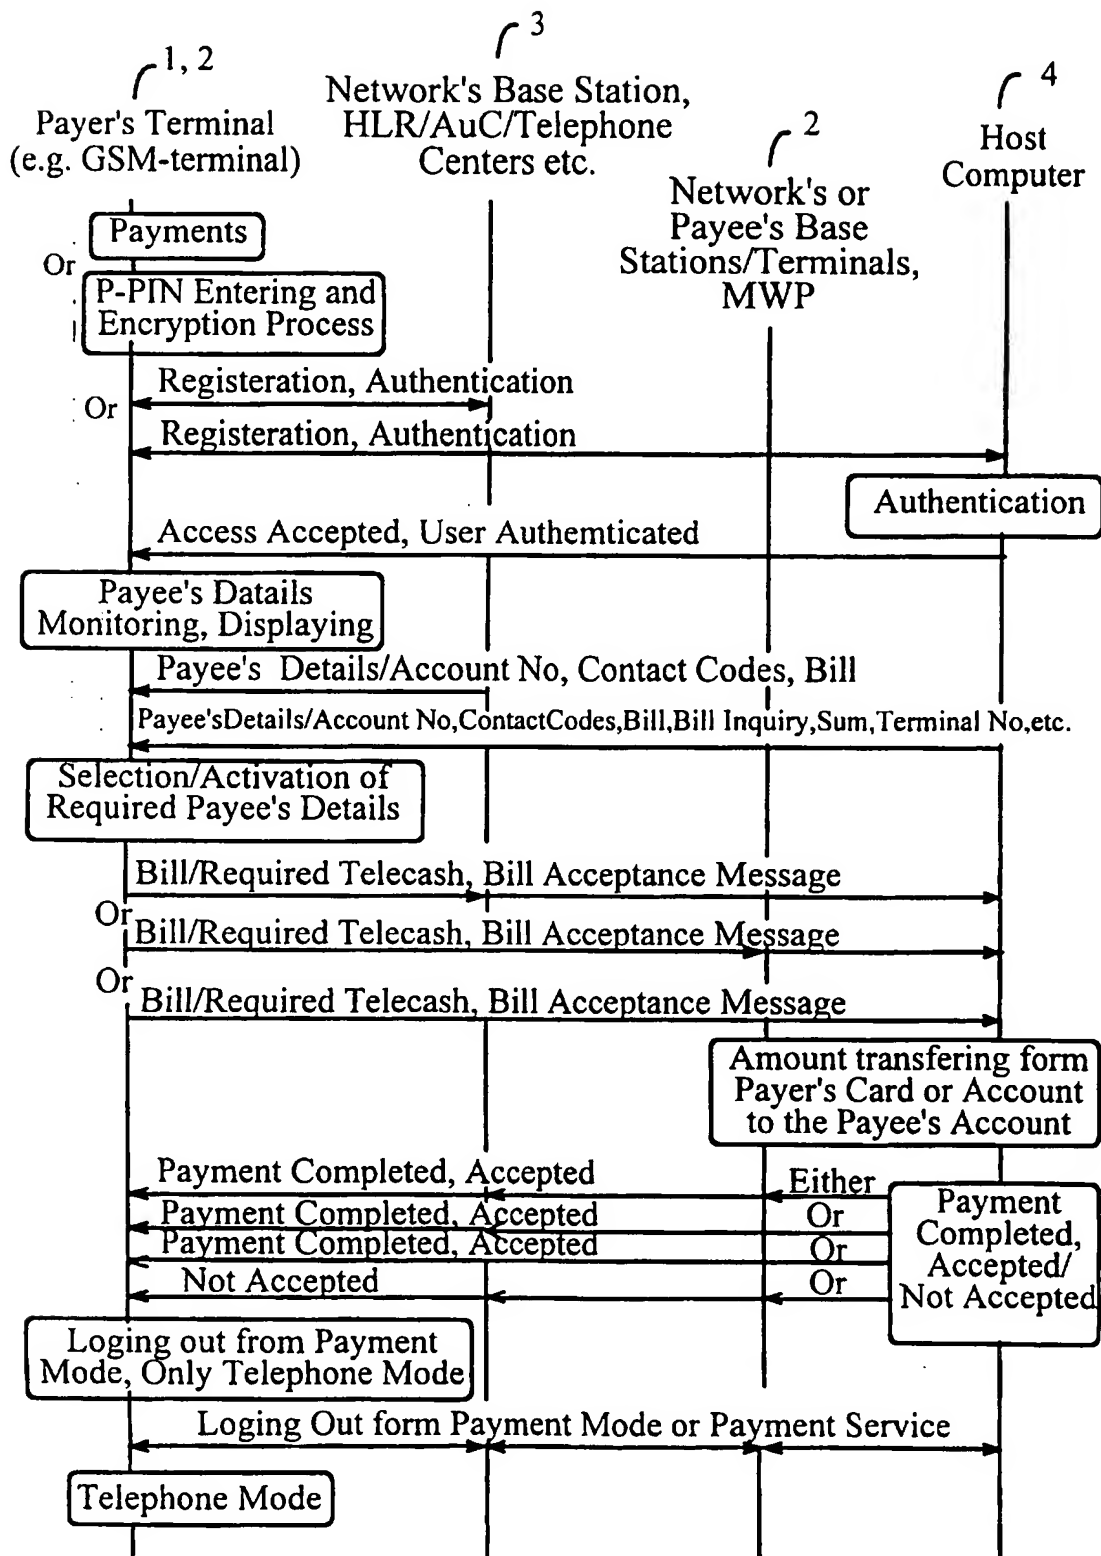 3
1, 2
4
2
Network's Base Station,
HLR/AuC/Telephone
Centers etc.
Payer's Terminal
(e.g. GSM-terminal)
Host
Computer
Network's or
Payee's Base
Stations/Terminals,
MWP
Payments
Or
P-PIN Entering and
Encryption Process
Registeration, Authentication
Or
Registeration, Authentication
Authentication
Access Accepted, User Authemticated
Payee's Datails
Monitoring, Displaying
Payee's Details/Account No, Contact Codes, Bill
Payee'sDetails/Account No,ContactCodes,Bill,Bill Inquiry,Sum,Terminal No,etc.
Selection/Activation of
Required Payee's Details
Bill/Required Telecash, Bill Acceptance Message
Or
Bill/Required Telecash, Bill Acceptance Message
Or
Bill/Required Telecash, Bill Acceptance Message
Amount transfering form
Payer's Card or Account
to the Payee's Account
Payment Completed, Accepted
Either
Payment Completed, Accepted
Or
Payment Completed, Accepted
Or
Not Accepted
Or
Payment
Completed,
Accepted/
Not Accepted
Loging out from Payment
Mode, Only Telephone Mode
Loging Out form Payment Mode or Payment Service
Telephone Mode